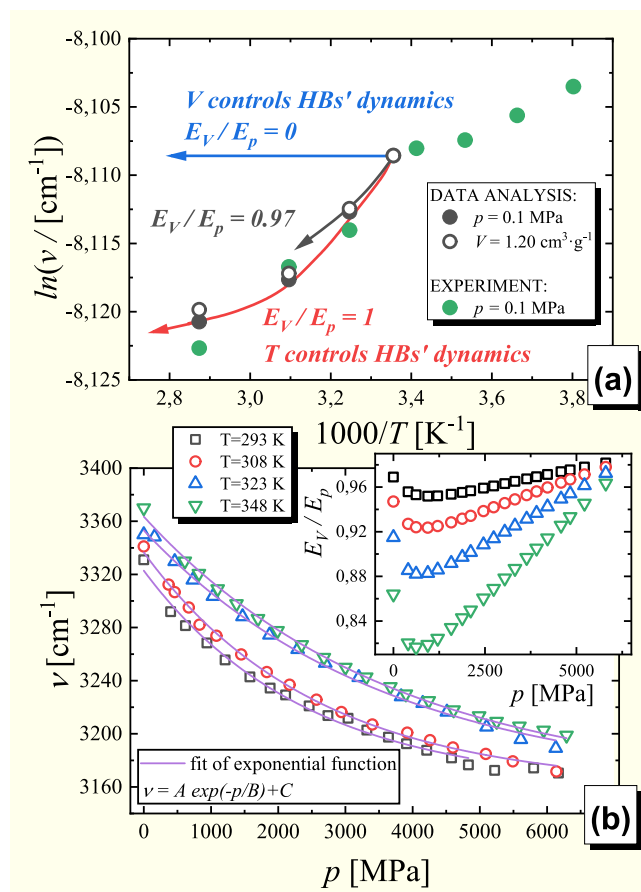 -8,100
-8,105
-8,110
-8,115
-8,120
-8,125
ln(ν / [cm⁻¹])
V controls HBs' dynamics
E_V / E_p = 0
E_V / E_p = 0.97
E_V / E_p = 1
T controls HBs' dynamics
DATA ANALYSIS:
p = 0.1 MPa
V = 1.20 cm³·g⁻¹
EXPERIMENT:
p = 0.1 MPa
(a)
2,8 3,0 3,2 3,4 3,6 3,8
1000/T [K⁻¹]
T=293 K
T=308 K
T=323 K
T=348 K
3400
3360
3320
3280
3240
3200
3160
ν [cm⁻¹]
0,96
0,92
0,88
0,84
E_V / E_p
0 2500 5000
p [MPa]
fit of exponential function
ν = A exp(-p/B)+C
(b)
0 1000 2000 3000 4000 5000 6000
p [MPa]